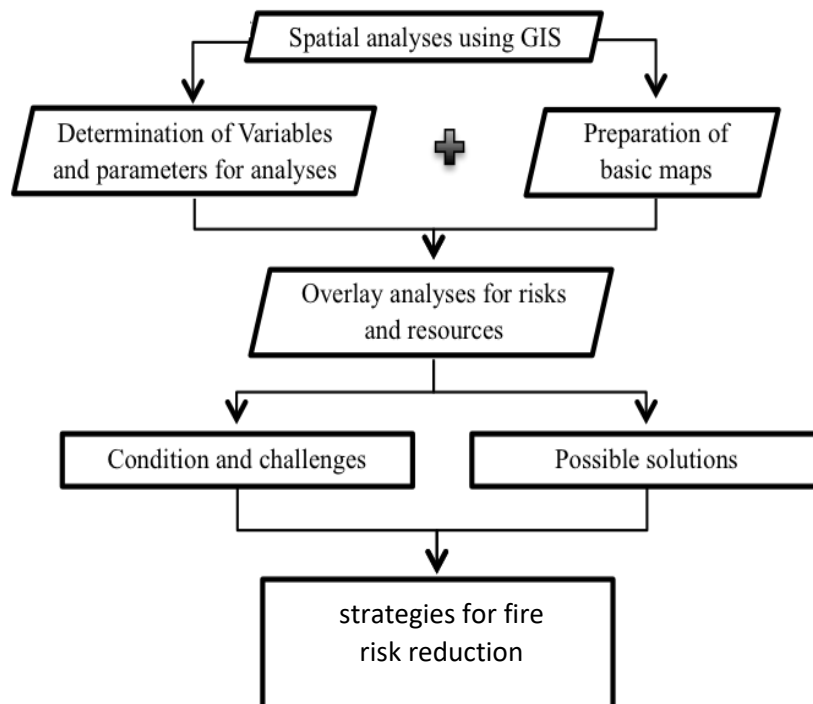 Spatial analyses using GIS
Determination of Variables
and parameters for analyses
Preparation of
basic maps
Overlay analyses for risks
and resources
Condition and challenges
Possible solutions
strategies for fire
risk reduction